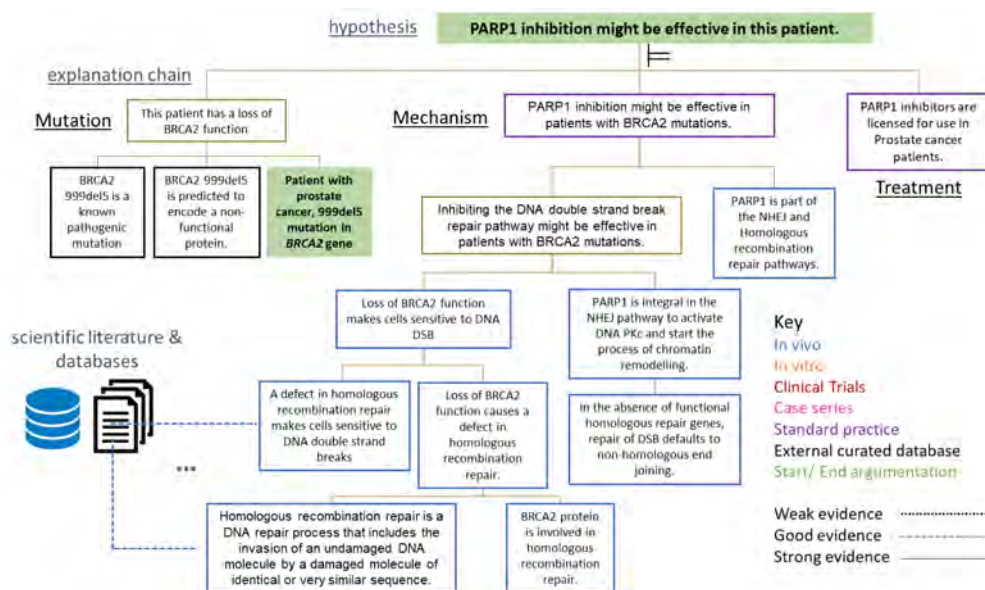 hypothesis
PARP1 inhibition might be effective in this patient.
explanation chain
Mutation
This patient has a loss of
BRCA2 function
BRCA2
999del5 is a
known
pathogenic
mutation
BRCA2 999del5
is predicted to
encode a non-
functional
protein.
Patient with
prostate
cancer, 999del5
mutation in
BRCA2 gene
Mechanism
PARP1 inhibition might be effective in
patients with BRCA2 mutations.
PARP1 inhibitors are
licensed for use in
Prostate cancer
patients.
Treatment
Inhibiting the DNA double strand break
repair pathway might be effective in
patients with BRCA2 mutations.
PARP1 is part of
the NHEJ and
Homologous
recombination
repair pathways.
Loss of BRCA2 function
makes cells sensitive to DNA
DSB
PARP1 is integral in the
NHEJ pathway to activate
DNA PKc and start the
process of chromatin
remodelling.
scientific literature &
databases
...
A defect in homologous
recombination repair
makes cells sensitive to
DNA double strand
breaks
Loss of BRCA2
function causes a
defect in
homologous
recombination
repair.
In the absence of functional
homologous repair genes,
repair of DSB defaults to
non-homologous end
joining.
Homologous recombination repair is a
DNA repair process that includes the
invasion of an undamaged DNA
molecule by a damaged molecule of
identical or very similar sequence.
BRCA2 protein
is involved in
homologous
recombination
repair.
Key
In vivo
In vitro
Clinical Trials
Case series
Standard practice
External curated database
Start/ End argumentation
Weak evidence
Good evidence
Strong evidence